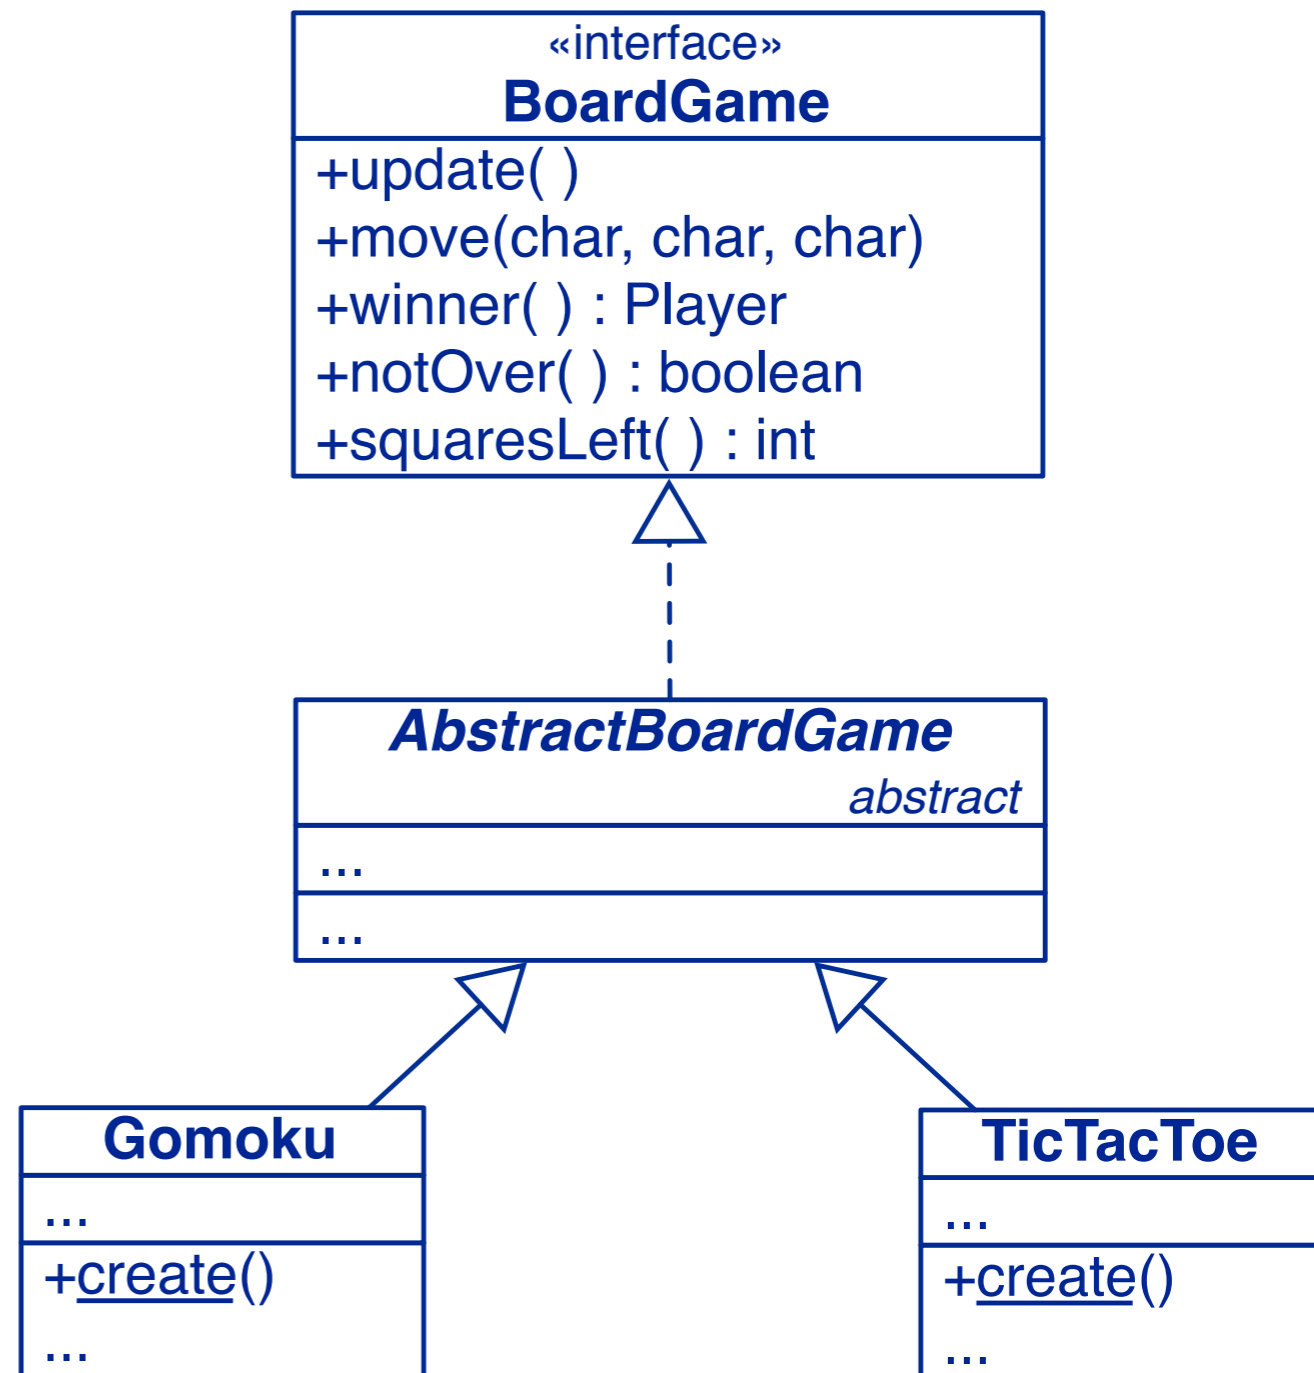 «interface»
BoardGame
+update( )
+move(char, char, char)
+winner( ) : Player
+notOver( ) : boolean
+squaresLeft( ) : int
AbstractBoardGame
abstract
...
...
Gomoku
...
+create()
...
TicTacToe
...
+create()
...